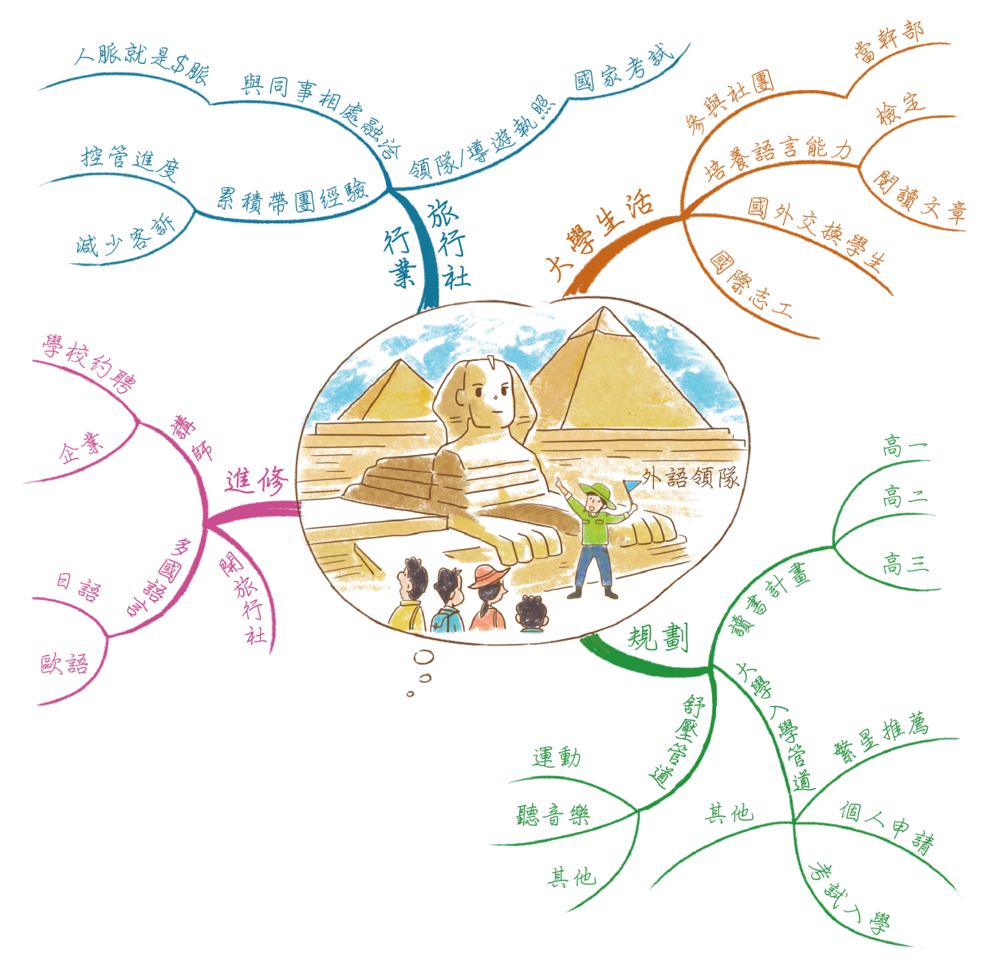 外語領隊
大學生活
參與社團
當幹部
培養語言能力
檢定
閱讀文章
國外交換學生
國際志工
規劃
讀書計畫
高一
高二
高三
大學入學管道
繁星推薦
個人申請
考試入學
其他
舒壓管道
運動
聽音樂
其他
進修
講師
學校約聘
企業
多國語言
日語
歐語
開旅行社
旅行社
行業
領隊/導遊執照
國家考試
與同事相處融洽
人脈就是$脈
累積帶團經驗
控管進度
減少客訴